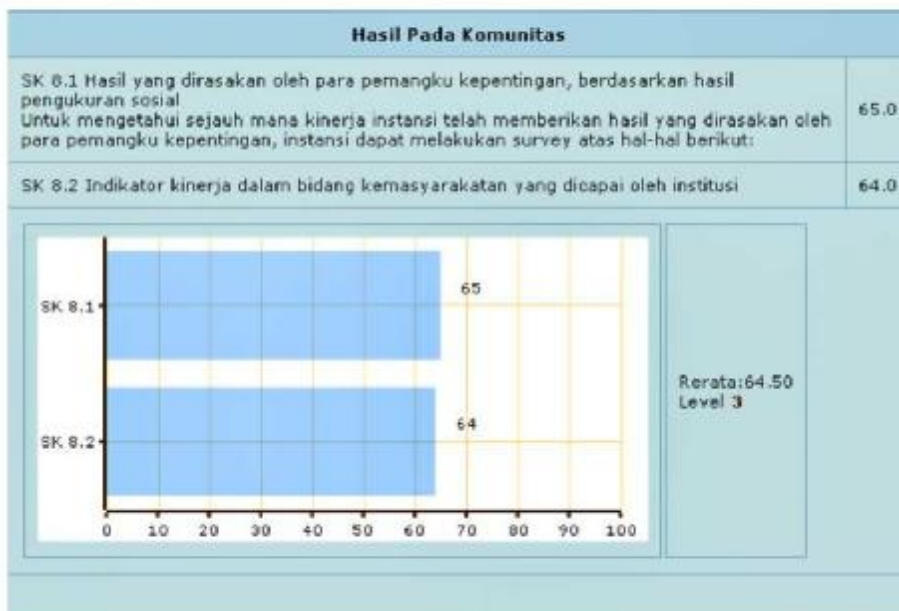 Hasil Pada Komunitas
SK 8.1 Hasil yang dirasakan oleh para pemangku kepentingan, berdasarkan hasil
pengukuran sosial
Untuk mengetahui sejauh mana kinerja instansi telah memberikan hasil yang dirasakan oleh
para pemangku kepentingan, instansi dapat melakukan survey atas hal-hal berikut:
65.0
SK 8.2 Indikator kinerja dalam bidang kemasyarakatan yang dicapai oleh institusi
64.0
SK 8.1
65
SK 8.2
64
0 10 20 30 40 50 60 70 80 90 100
Rerata:64.50
Level 3